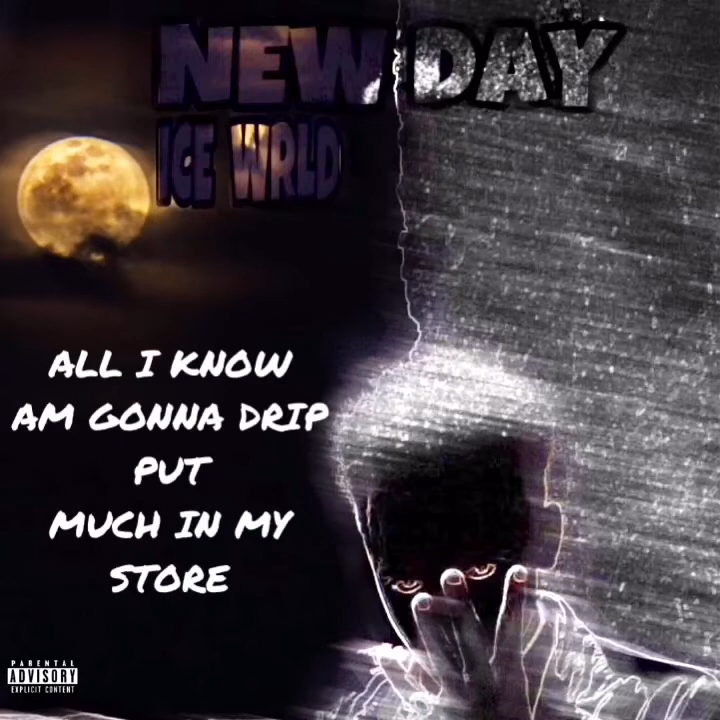 NEW DAY
ICE WRLD
ALL I KNOW
AM GONNA DRIP
PUT
MUCH IN MY
STORE
PARENTAL
ADVISORY
EXPLICIT CONTENT